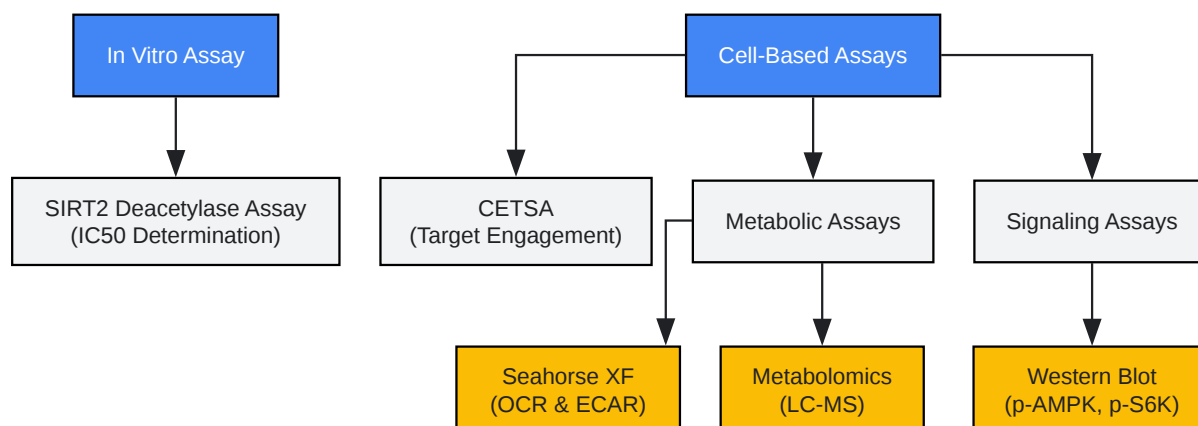 In Vitro Assay
Cell-Based Assays
SIRT2 Deacetylase Assay
(IC50 Determination)
CETSA
(Target Engagement)
Metabolic Assays
Signaling Assays
Seahorse XF
(OCR & ECAR)
Metabolomics
(LC-MS)
Western Blot
(p-AMPK, p-S6K)